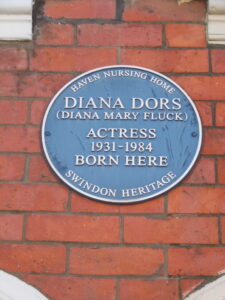 HAVEN NURSING HOME
DIANA DORS
(DIANA MARY FLUCK)
ACTRESS
1931-1984
BORN HERE
SWINDON HERITAGE